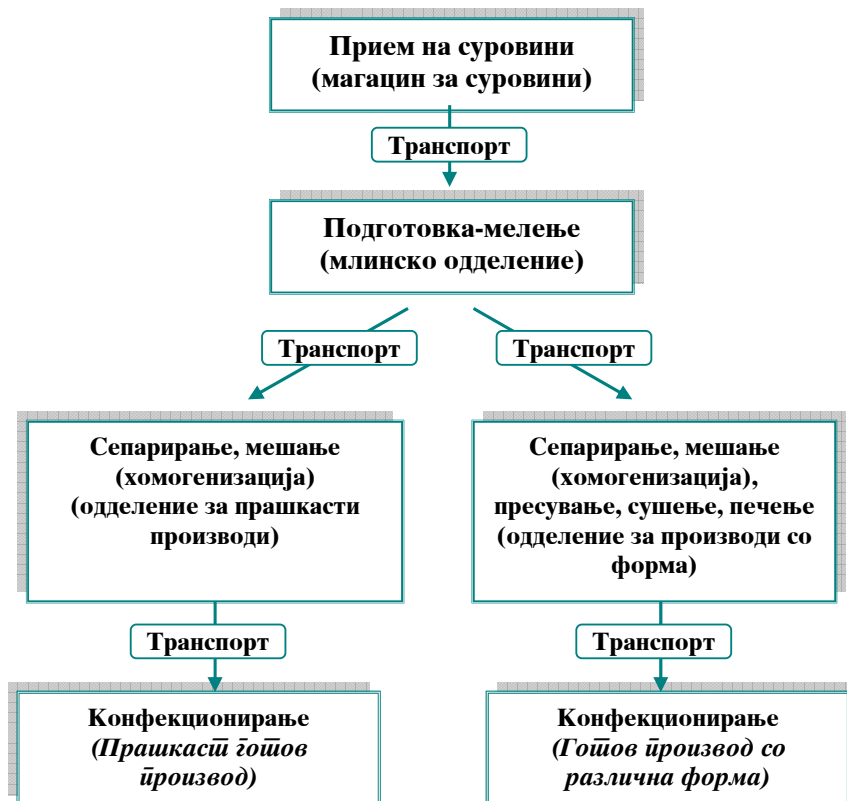 Прием на суровини
(магацин за суровини)
Транспорт
Подготовка-мелење
(млинско одделение)
Транспорт
Транспорт
Сепарирање, мешање
(хомогенизација)
(одделение за прашкасти
производи)
Сепарирање, мешање
(хомогенизација),
пресување, сушење, печење
(одделение за производи со
форма)
Транспорт
Транспорт
Конфекционирање
(Прашкаст готов
производ)
Конфекционирање
(Готов производ со
различна форма)